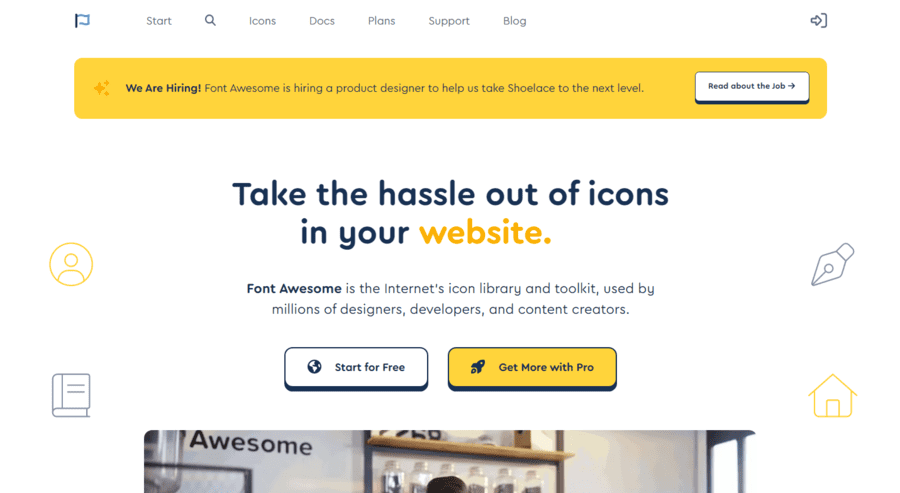 Start Icons Docs Plans Support Blog
We Are Hiring! Font Awesome is hiring a product designer to help us take Shoelace to the next level.
Read about the Job →
Take the hassle out of icons
in your website.
Font Awesome is the Internet's icon library and toolkit, used by
millions of designers, developers, and content creators.
Start for Free
Get More with Pro
Awesome